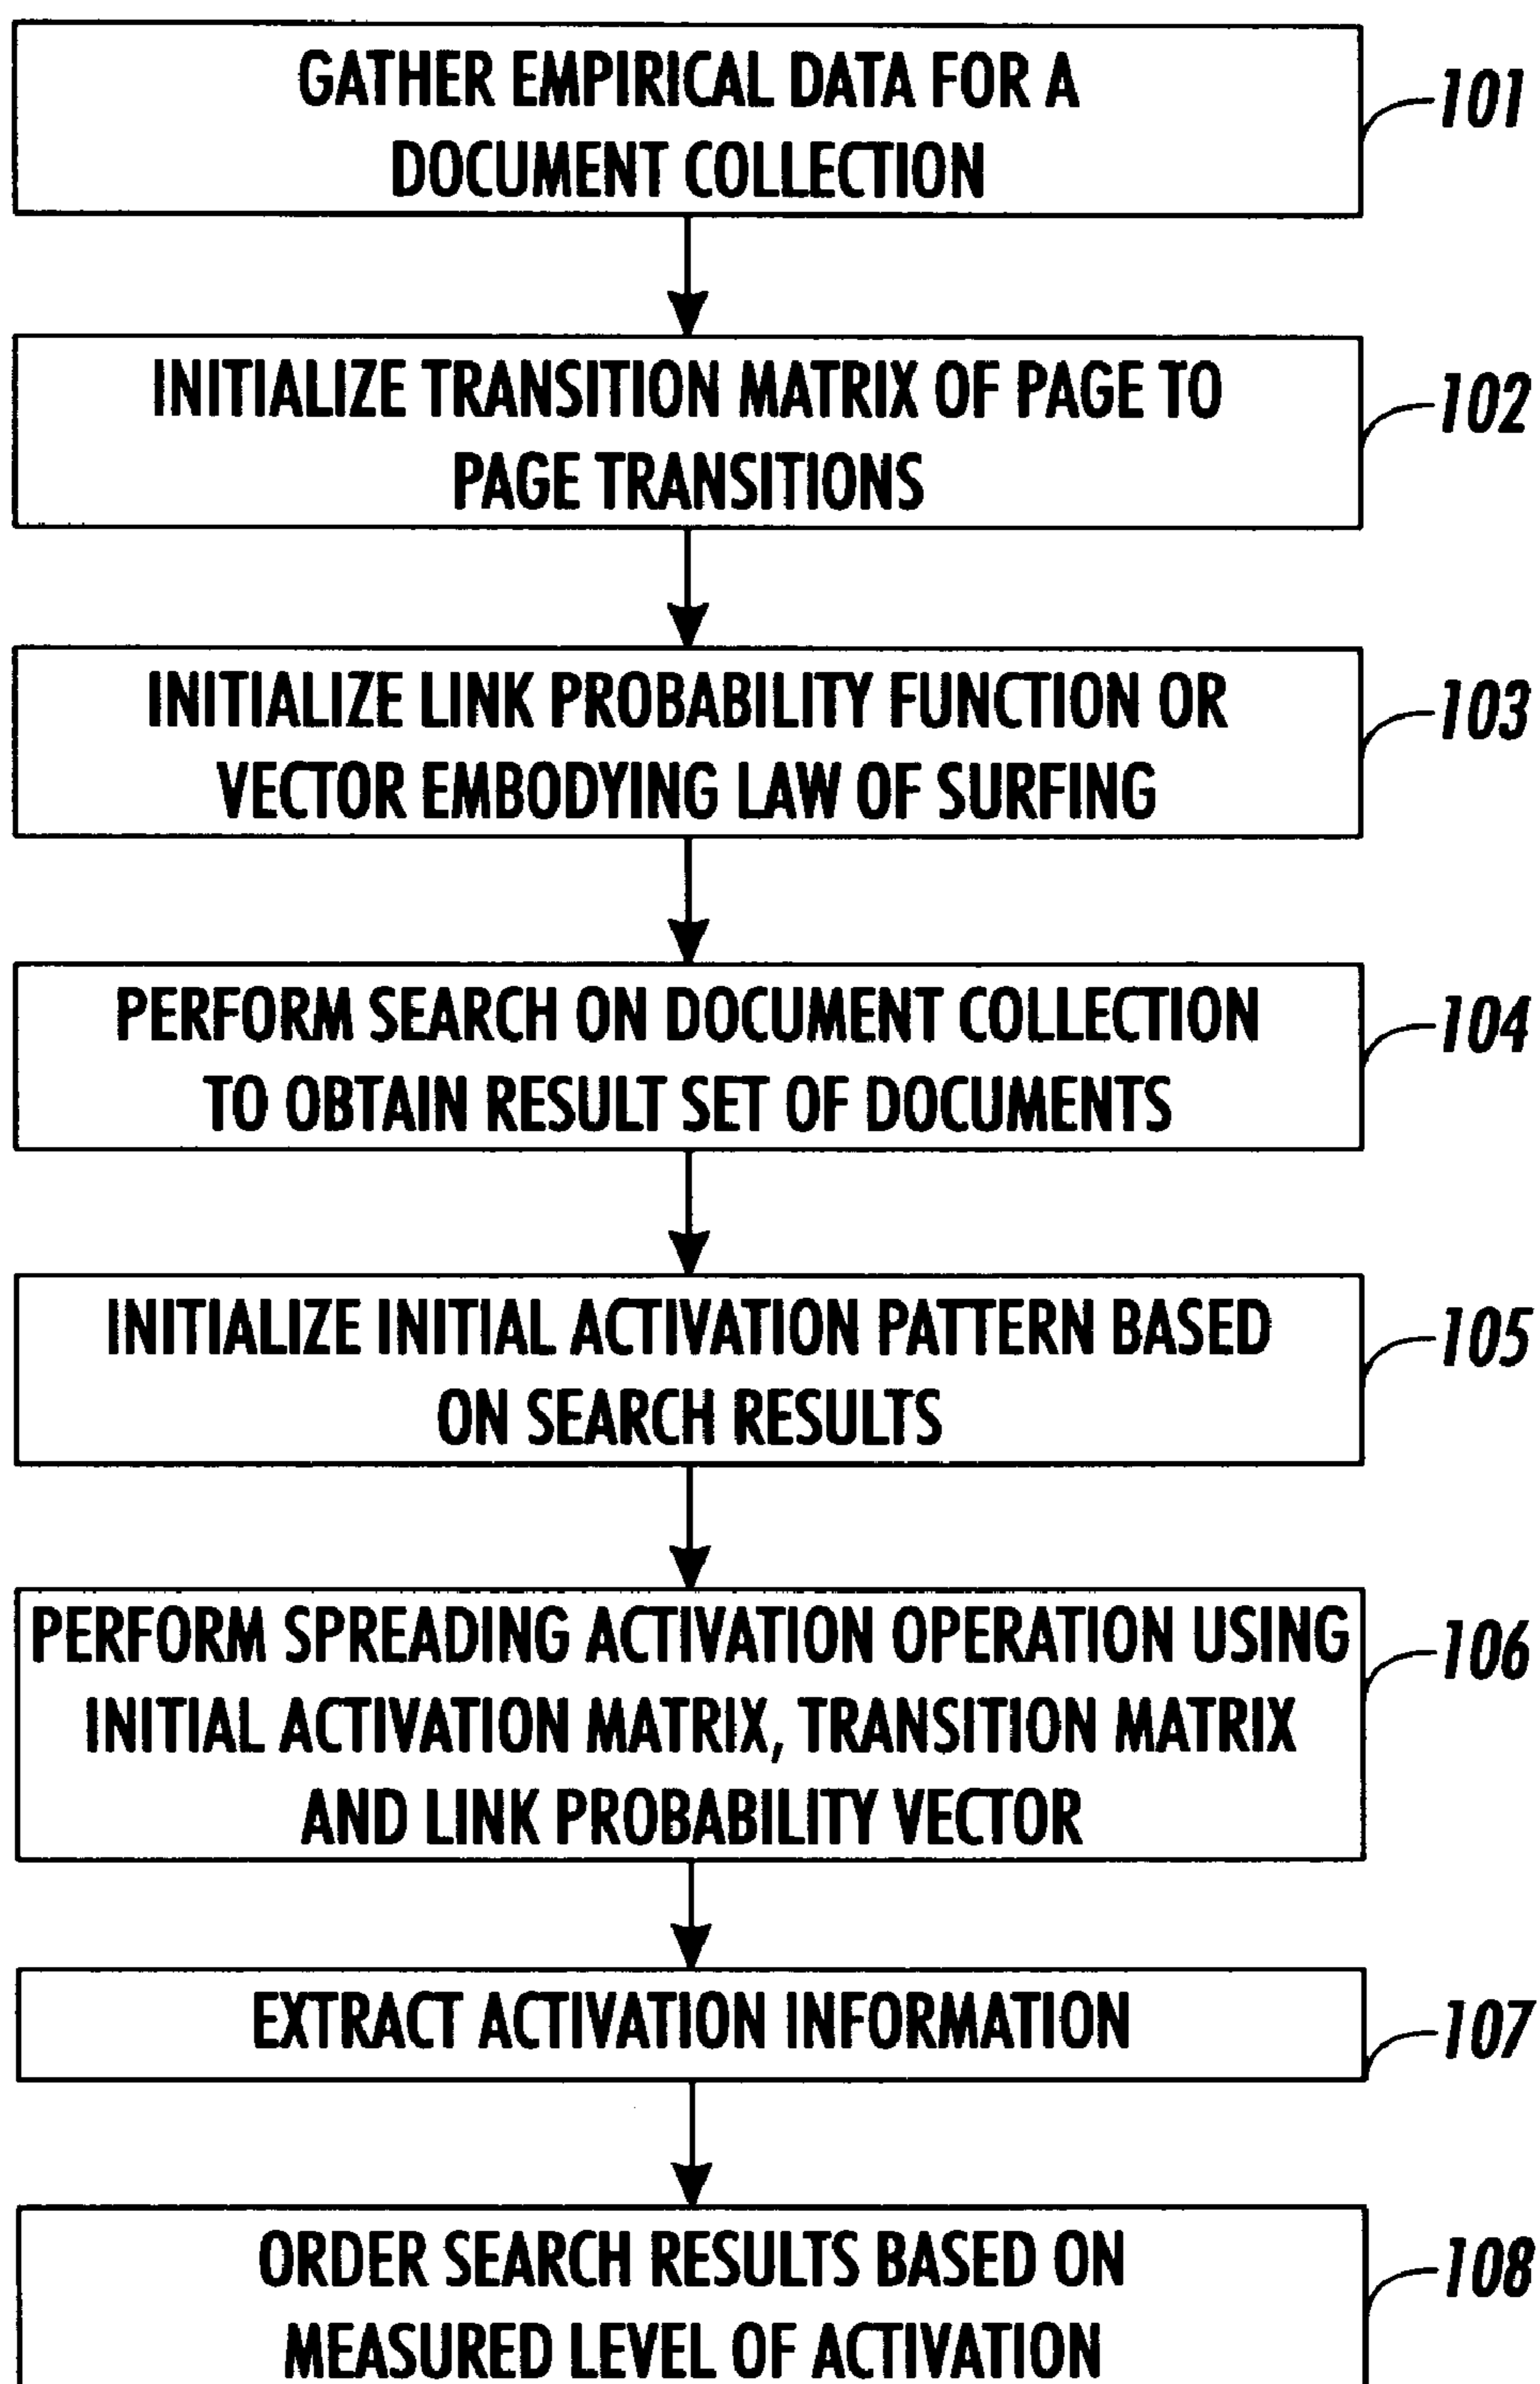 GATHER EMPIRICAL DATA FOR A
DOCUMENT COLLECTION
101
INITIALIZE TRANSITION MATRIX OF PAGE TO
PAGE TRANSITIONS
102
INITIALIZE LINK PROBABILITY FUNCTION OR
VECTOR EMBODYING LAW OF SURFING
103
PERFORM SEARCH ON DOCUMENT COLLECTION
TO OBTAIN RESULT SET OF DOCUMENTS
104
INITIALIZE INITIAL ACTIVATION PATTERN BASED
ON SEARCH RESULTS
105
PERFORM SPREADING ACTIVATION OPERATION USING
INITIAL ACTIVATION MATRIX, TRANSITION MATRIX
AND LINK PROBABILITY VECTOR
106
EXTRACT ACTIVATION INFORMATION
107
ORDER SEARCH RESULTS BASED ON
MEASURED LEVEL OF ACTIVATION
108